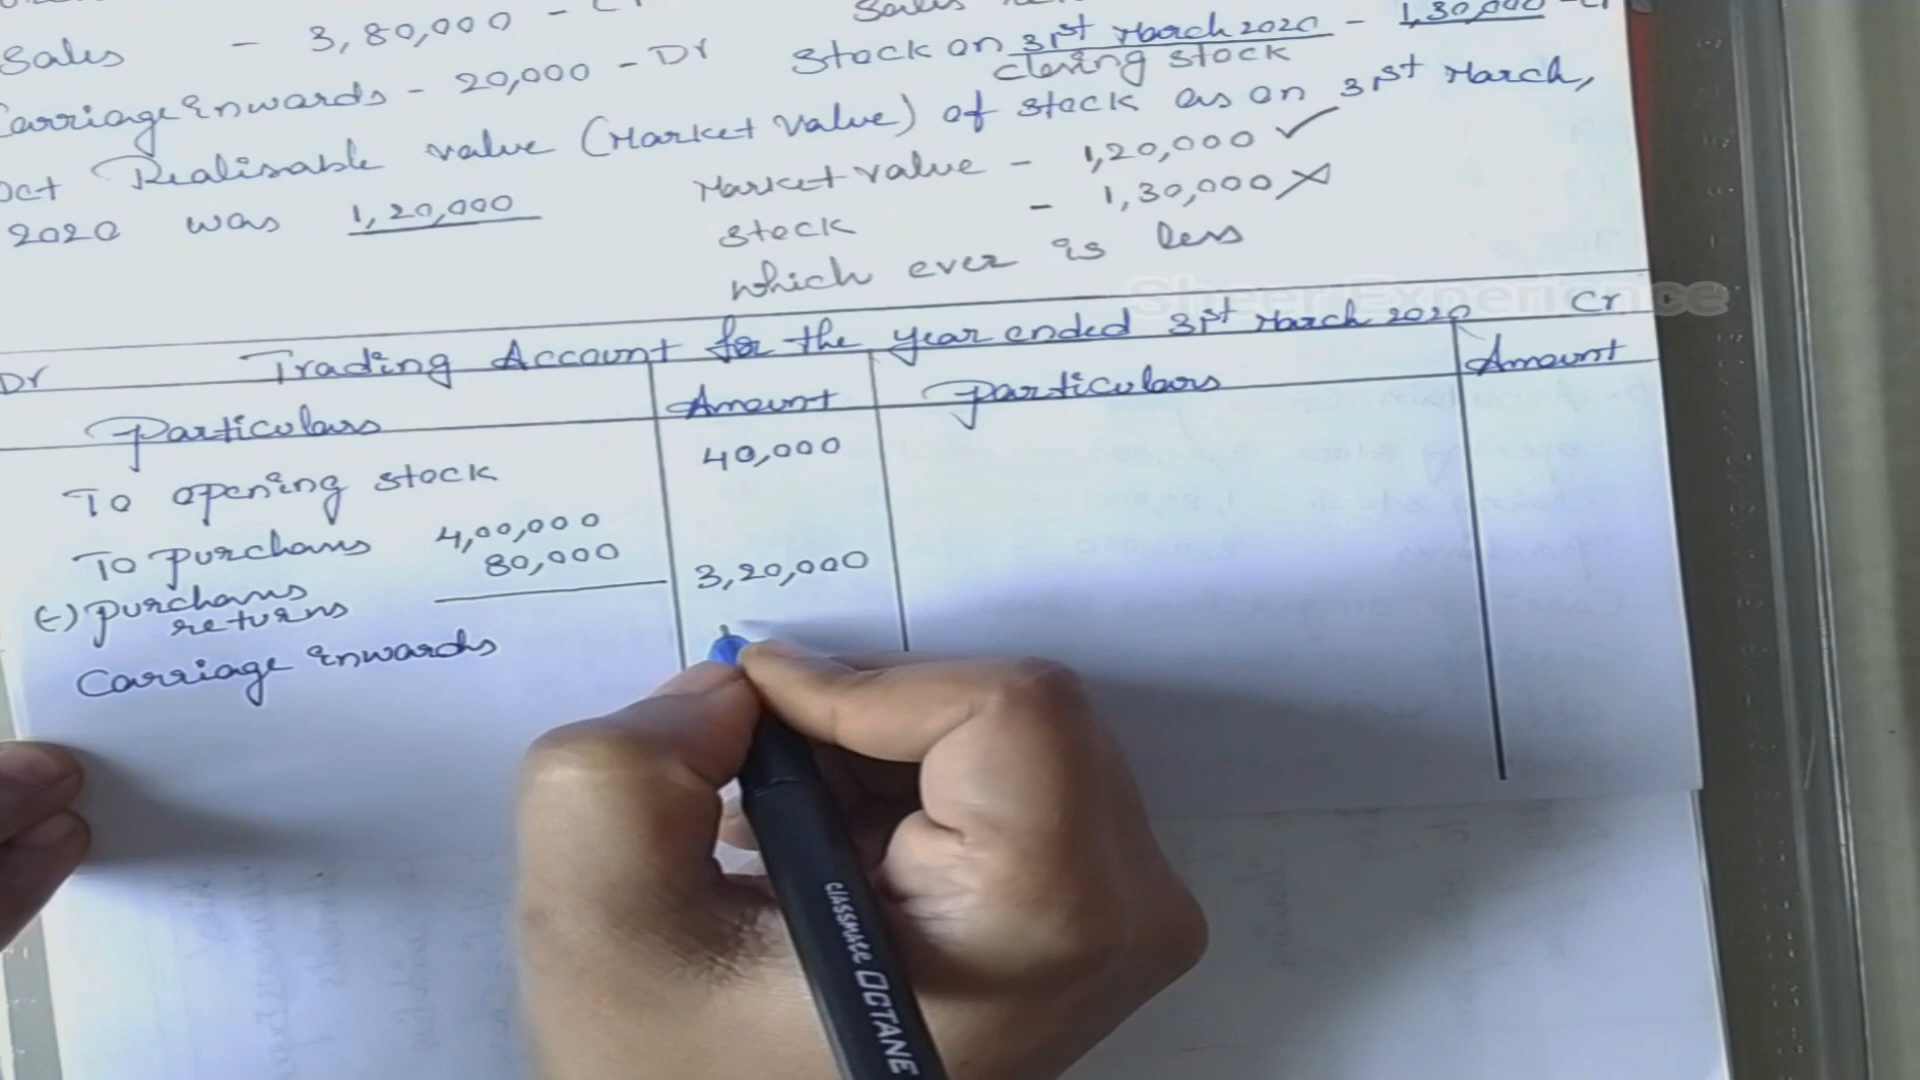 Sales - 3,80,000 -
Carriage Inwards - 20,000 - Dr
Stock on 31st March 2020 - 1,30,000 - Cr
closing stock
Realisable value (Market value) of stock as on 31st March,
2020 was 1,20,000
Market value - 1,20,000 ✓
stock - 1,30,000 ✗
which ever is less
Sheer Experience
Dr Trading Account for the year ended 31st March 2020 Cr
Particulars Amount Particulars Amount
To opening stock 40,000
To purchases 4,00,000
(-) purchases returns 80,000 3,20,000
Carriage Inwards
classmate OCTANE